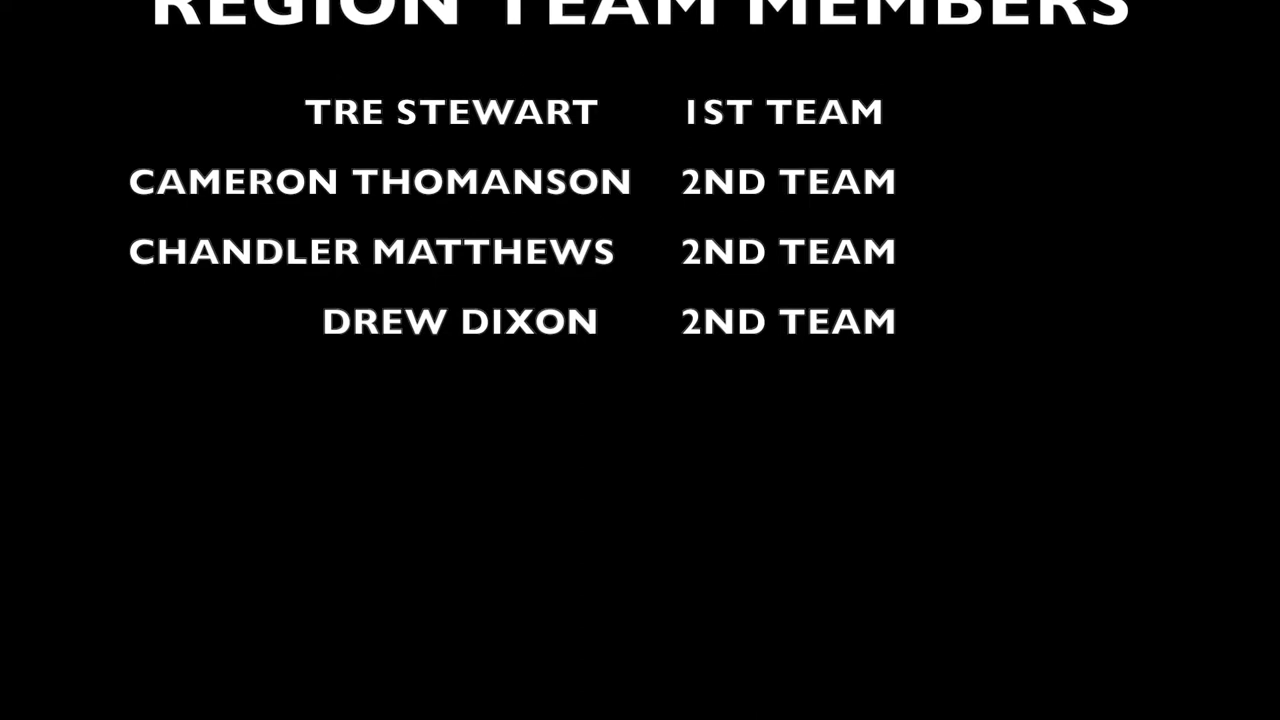 REGION TEAM MEMBERS
TRE STEWART 1ST TEAM
CAMERON THOMANSON 2ND TEAM
CHANDLER MATTHEWS 2ND TEAM
DREW DIXON 2ND TEAM